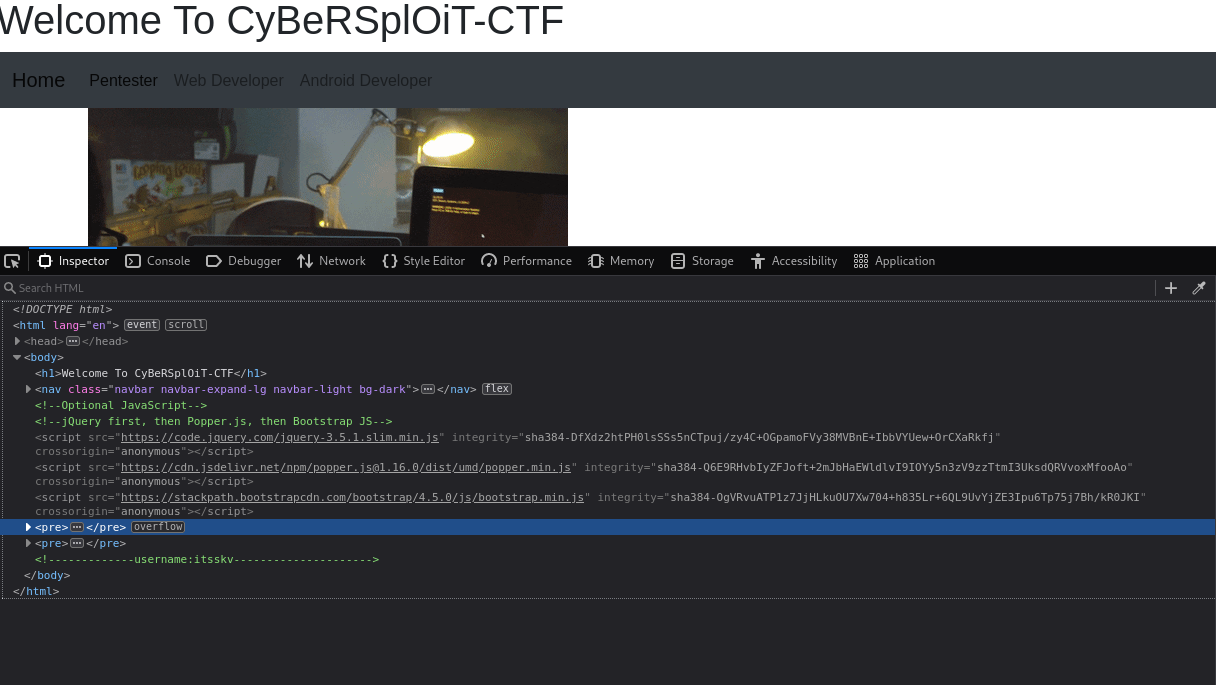 Welcome To CyBeRSplOiT-CTF
Home Pentester Web Developer Android Developer
Inspector Console Debugger Network Style Editor Performance Memory Storage Accessibility Application
Search HTML
<!DOCTYPE html>
<html lang="en"> event scroll
<head> ⋯ </head>
<body>
<h1>Welcome To CyBeRSplOiT-CTF</h1>
<nav class="navbar navbar-expand-lg navbar-light bg-dark"> ⋯ </nav> flex
<!--Optional JavaScript-->
<!--jQuery first, then Popper.js, then Bootstrap JS-->
<script src="https://code.jquery.com/jquery-3.5.1.slim.min.js" integrity="sha384-DfXdz2htPH0lsSSs5nCTpuj/zy4C+OGpamoFVy38MVBnE+IbbVYUew+OrCXaRkfj"
crossorigin="anonymous"></script>
<script src="https://cdn.jsdelivr.net/npm/popper.js@1.16.0/dist/umd/popper.min.js" integrity="sha384-Q6E9RHvbIyZFJoft+2mJbHaEWldlvI9IOYy5n3zV9zzTtmI3UksdQRVvoxMfooAo"
crossorigin="anonymous"></script>
<script src="https://stackpath.bootstrapcdn.com/bootstrap/4.5.0/js/bootstrap.min.js" integrity="sha384-OgVRvuATP1z7JjHLkuOU7Xw704+h835Lr+6QL9UvYjZE3Ipu6Tp75j7Bh/kR0JKI"
crossorigin="anonymous"></script>
<pre> ⋯ </pre> overflow
<pre> ⋯ </pre>
<!-------------username:itsskv--------------------->
</body>
</html>